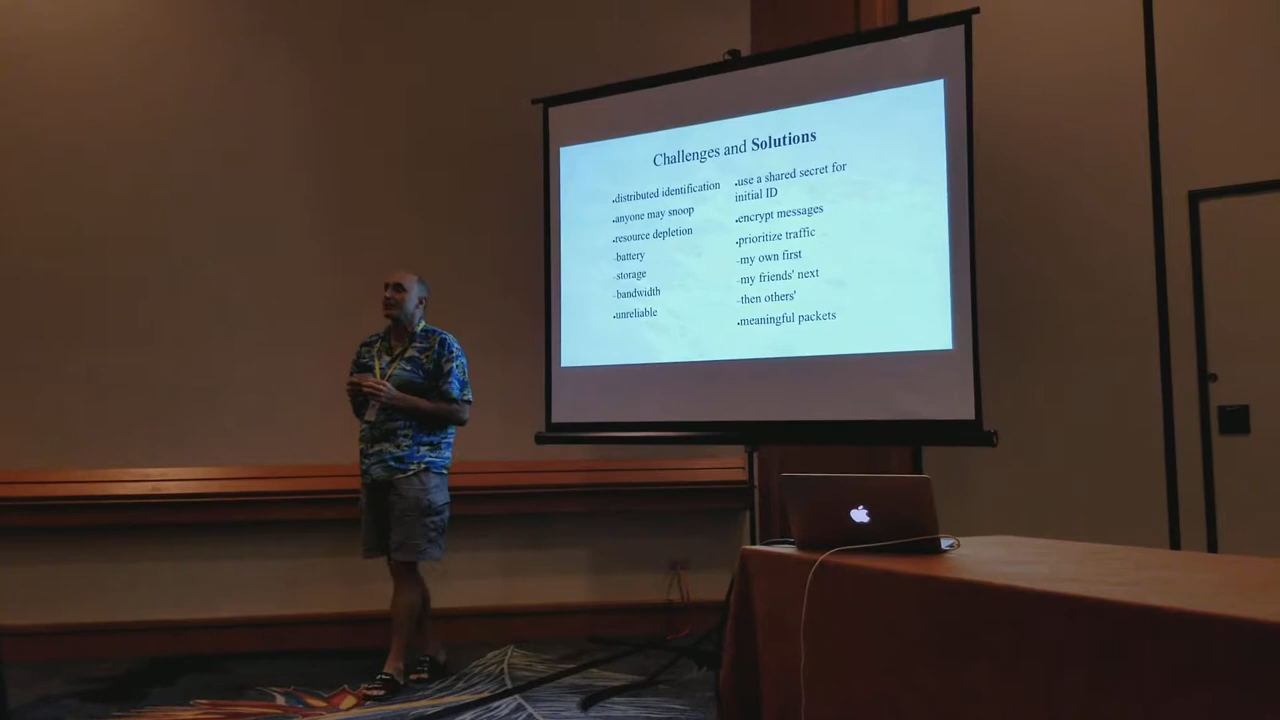 Challenges and Solutions
•distributed identification
•anyone may snoop
•resource depletion
–battery
–storage
–bandwidth
•unreliable
•use a shared secret for
initial ID
•encrypt messages
•prioritize traffic
–my own first
–my friends' next
–then others'
•meaningful packets